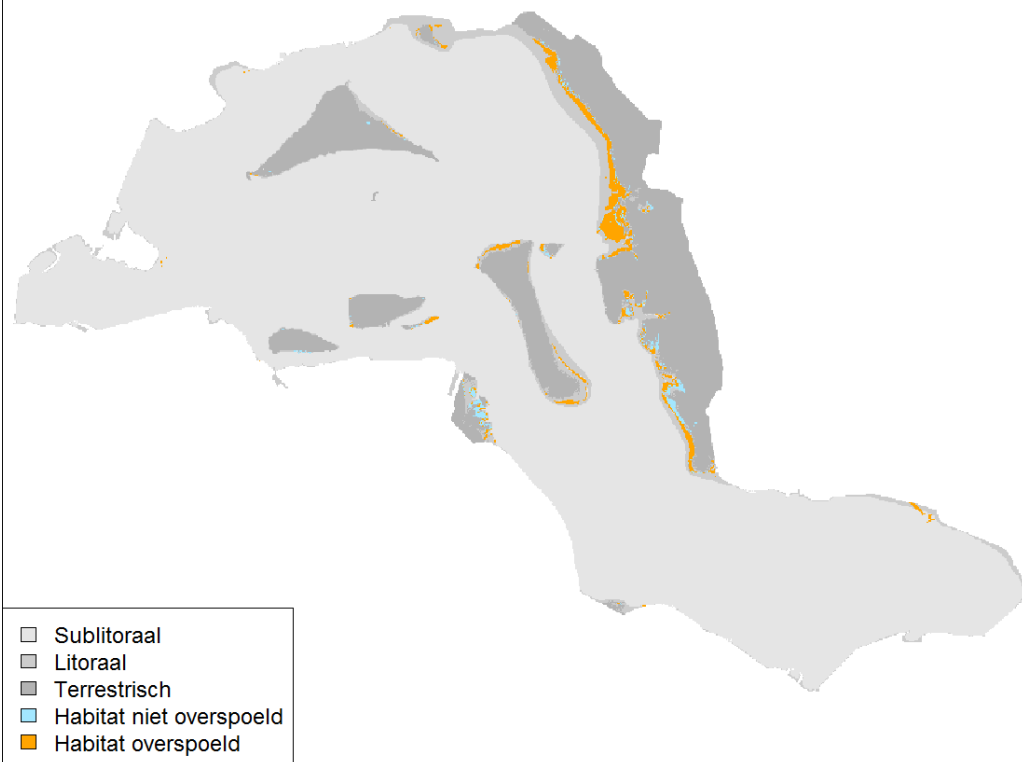 Sublitoraal
Litoraal
Terrestrisch
Habitat niet overspoeld
Habitat overspoeld